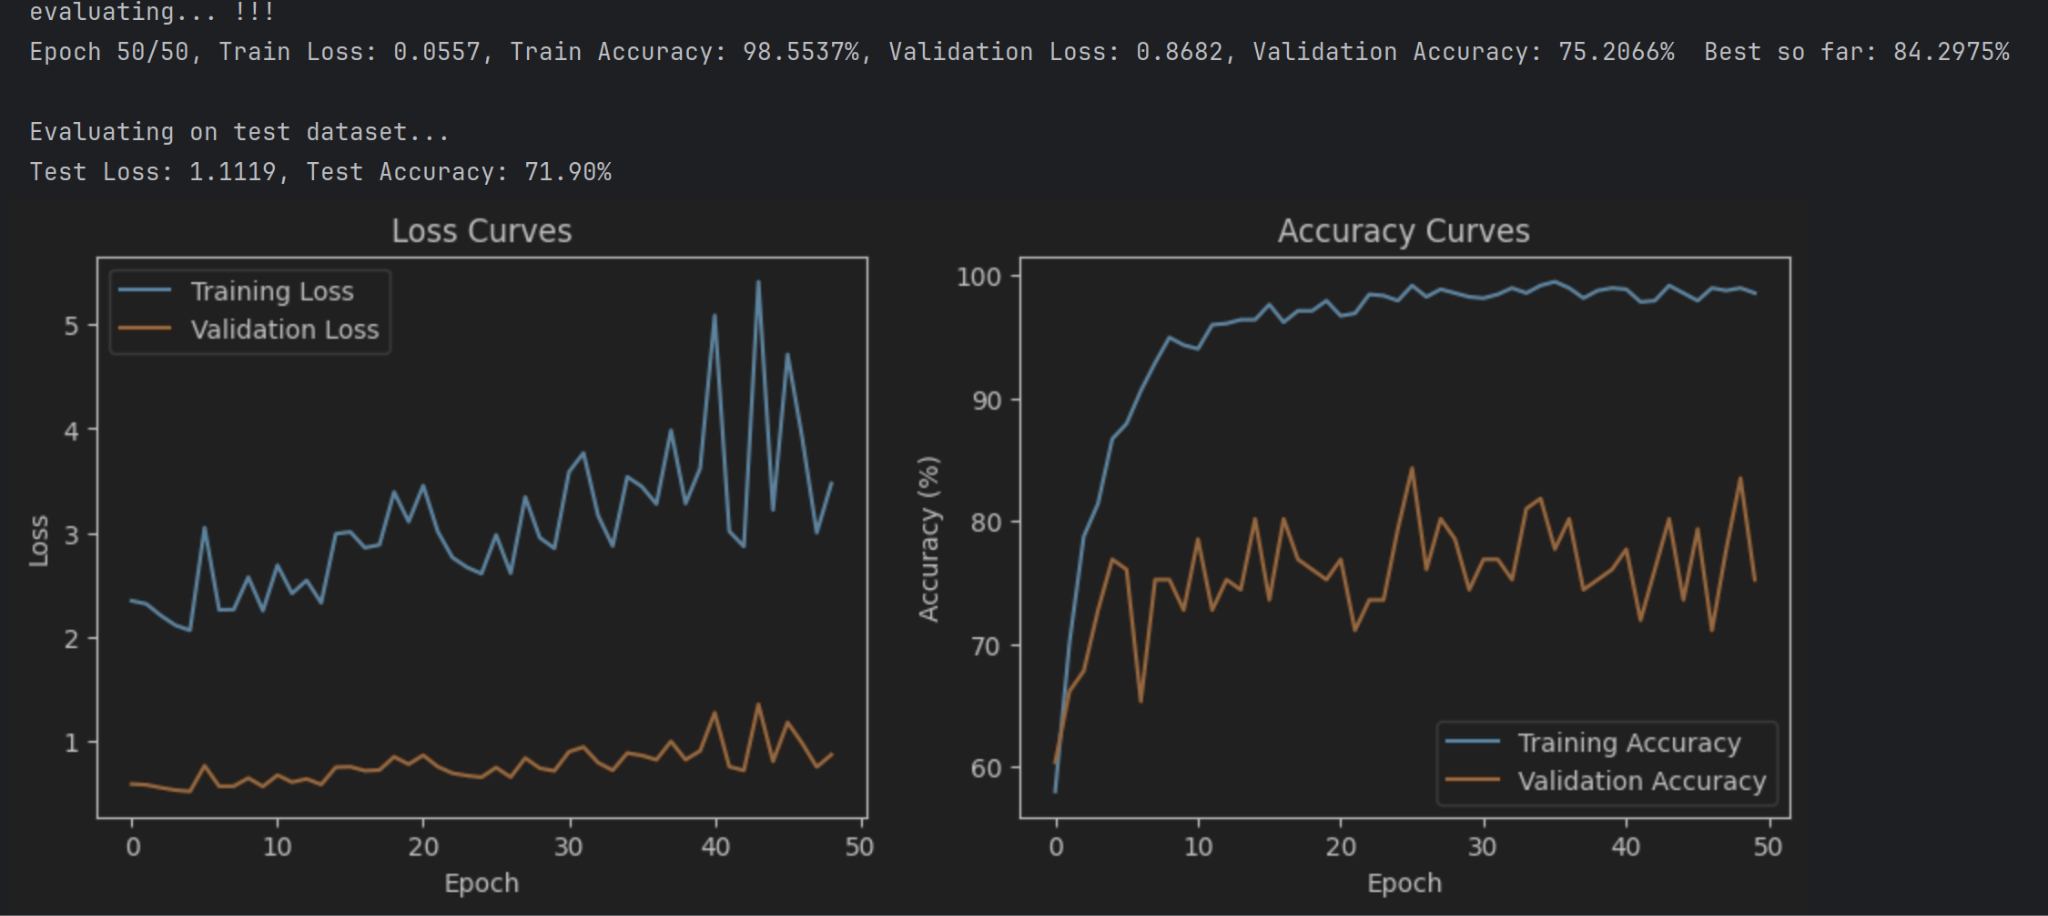 evaluating... !!!
Epoch 50/50, Train Loss: 0.0557, Train Accuracy: 98.5537%, Validation Loss: 0.8682, Validation Accuracy: 75.2066%  Best so far: 84.2975%
Evaluating on test dataset...
Test Loss: 1.1119, Test Accuracy: 71.90%
Loss Curves
Training Loss
Validation Loss
5
4
3
2
1
Loss
0 10 20 30 40 50
Epoch
Accuracy Curves
100
90
80
70
60
Accuracy (%)
Training Accuracy
Validation Accuracy
0 10 20 30 40 50
Epoch